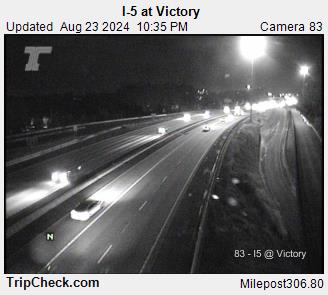 I-5 at Victory
Updated Aug 23 2024 10:35 PM Camera 83
T
N
83 - I5 @ Victory
TripCheck.com Milepost306.80